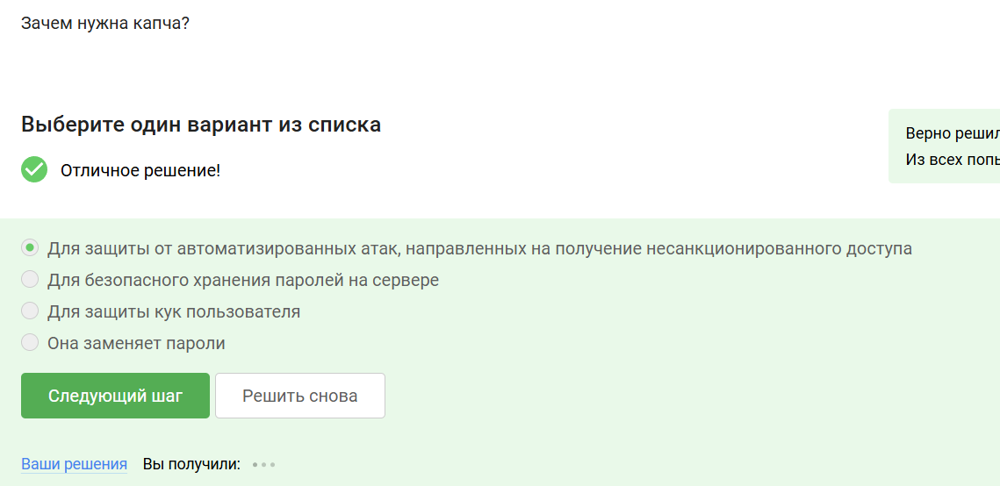 Зачем нужна капча?
Выберите один вариант из списка
Верно решил
Отличное решение!
Из всех поп
Для защиты от автоматизированных атак, направленных на получение несанкционированного доступа
Для безопасного хранения паролей на сервере
Для защиты кук пользователя
Она заменяет пароли
Следующий шаг
Решить снова
Ваши решения Вы получили: